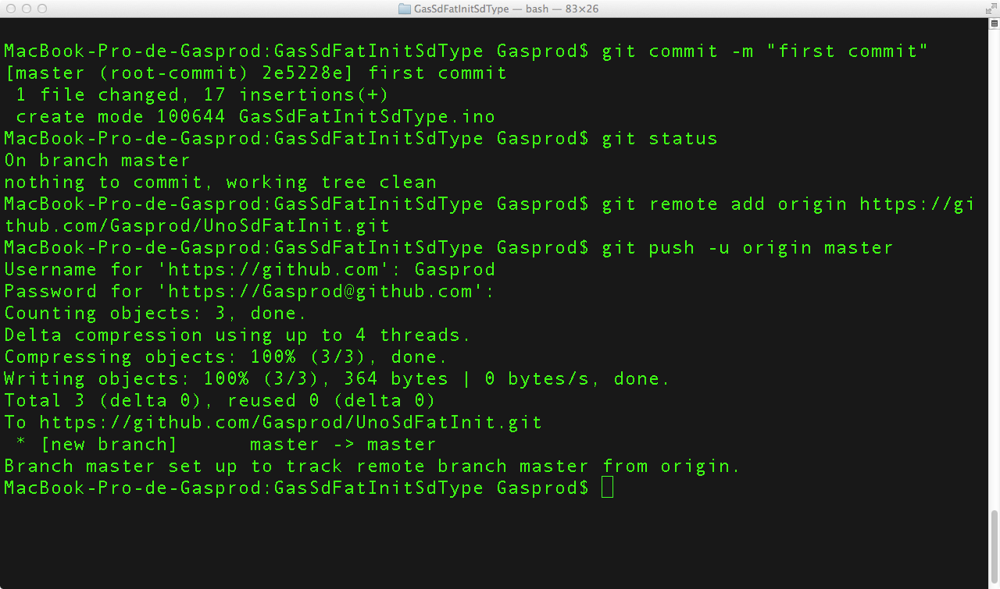 GasSdFatInitSdType — bash — 83×26
MacBook-Pro-de-Gasprod:GasSdFatInitSdType Gasprod$ git commit -m "first commit"
[master (root-commit) 2e5228e] first commit
 1 file changed, 17 insertions(+)
 create mode 100644 GasSdFatInitSdType.ino
MacBook-Pro-de-Gasprod:GasSdFatInitSdType Gasprod$ git status
On branch master
nothing to commit, working tree clean
MacBook-Pro-de-Gasprod:GasSdFatInitSdType Gasprod$ git remote add origin https://gi
thub.com/Gasprod/UnoSdFatInit.git
MacBook-Pro-de-Gasprod:GasSdFatInitSdType Gasprod$ git push -u origin master
Username for 'https://github.com': Gasprod
Password for 'https://Gasprod@github.com':
Counting objects: 3, done.
Delta compression using up to 4 threads.
Compressing objects: 100% (3/3), done.
Writing objects: 100% (3/3), 364 bytes | 0 bytes/s, done.
Total 3 (delta 0), reused 0 (delta 0)
To https://github.com/Gasprod/UnoSdFatInit.git
 * [new branch]      master -> master
Branch master set up to track remote branch master from origin.
MacBook-Pro-de-Gasprod:GasSdFatInitSdType Gasprod$